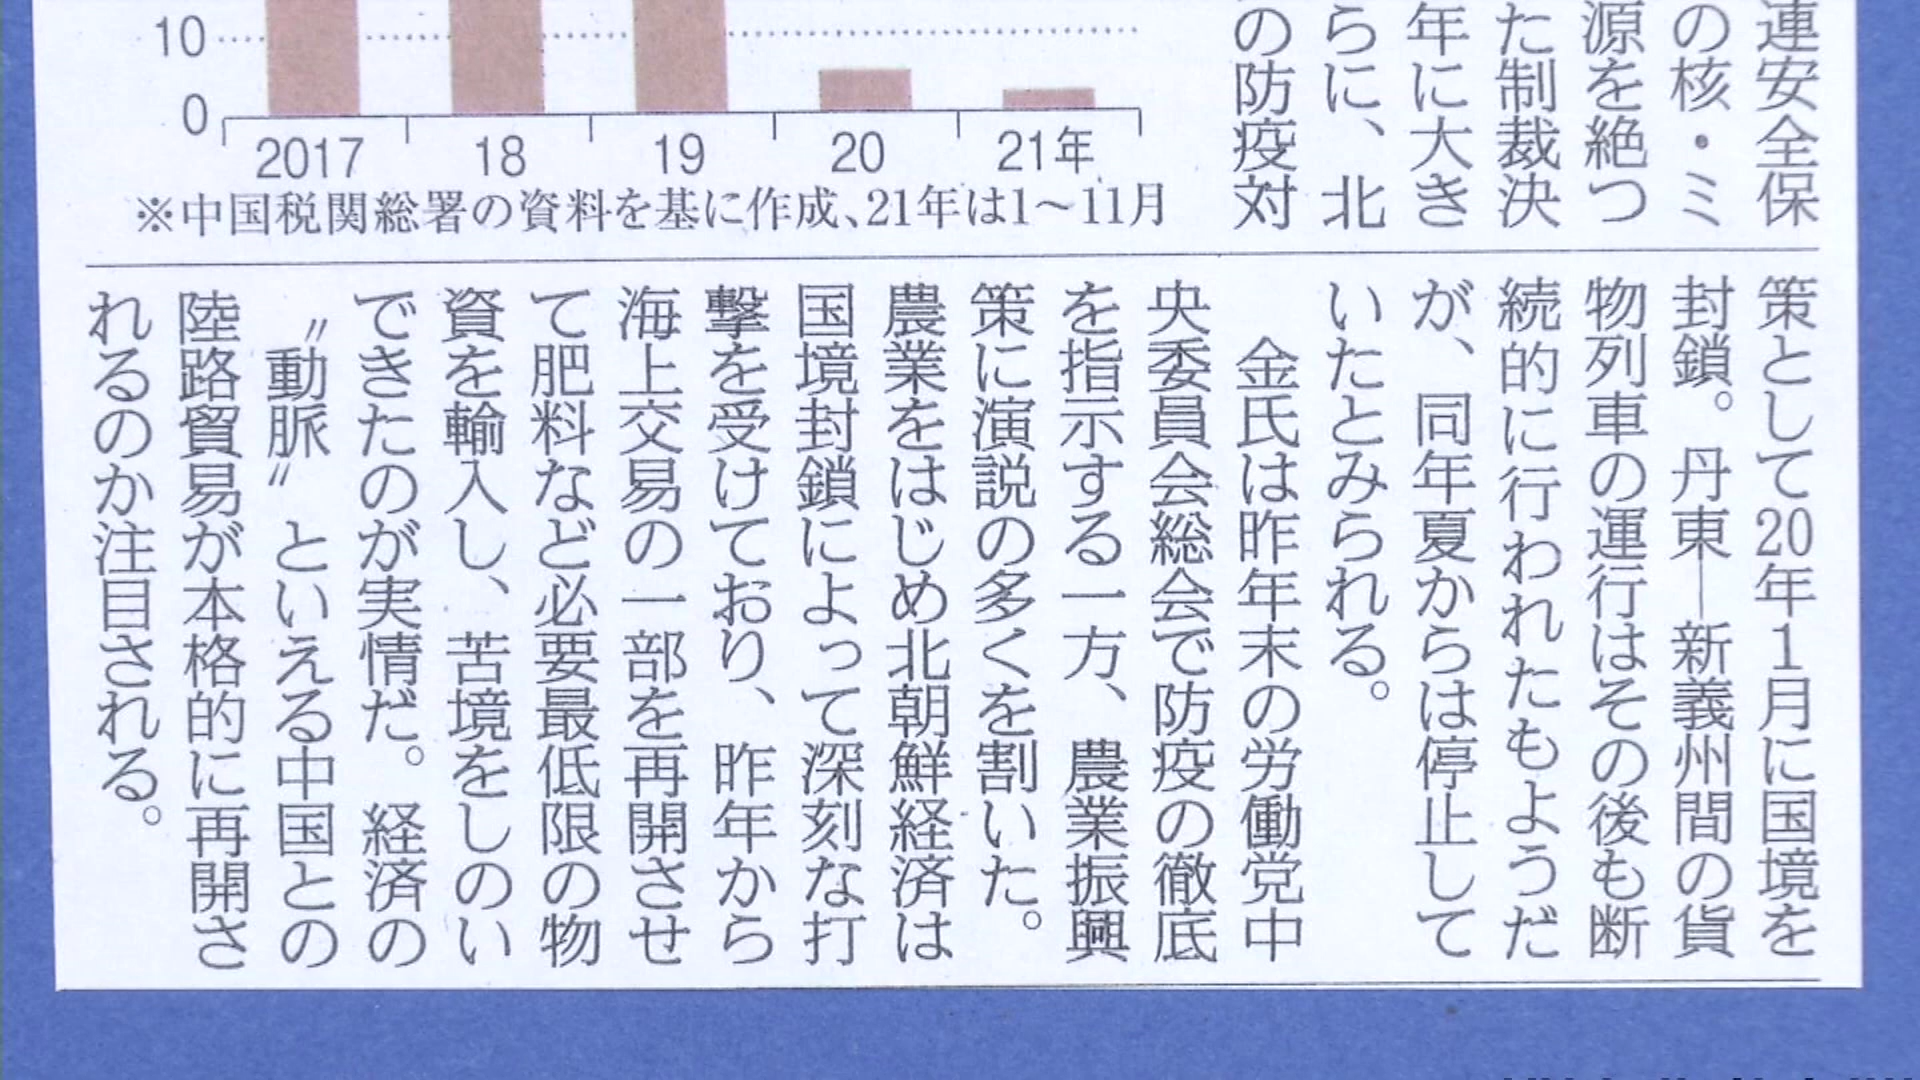 連安全保
の核・ミ
源を絶つ
た制裁決
年に大き
らに、北
の防疫対
10
0
2017
18
19
20
21年
※中国税関総署の資料を基に作成、21年は1～11月
策として20年1月に国境を
封鎖。丹東―新義州間の貨
物列車の運行はその後も断
続的に行われたもようだ
が、同年夏からは停止して
いたとみられる。
金氏は昨年末の労働党中
央委員会総会で防疫の徹底
を指示する一方、農業振興
策に演説の多くを割いた。
農業をはじめ北朝鮮経済は
国境封鎖によって深刻な打
撃を受けており、昨年から
海上交易の一部を再開させ
て肥料など必要最低限の物
資を輸入し、苦境をしのい
できたのが実情だ。経済の
〝動脈〟といえる中国との
陸路貿易が本格的に再開さ
れるのか注目される。